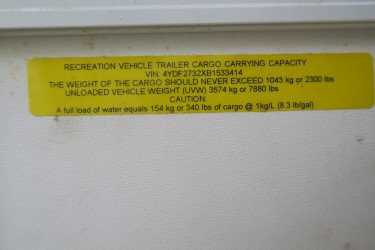 RECREATION VEHICLE TRAILER CARGO CARRYING CAPACITY
VIN: 4YDF2732XB1533414
THE WEIGHT OF THE CARGO SHOULD NEVER EXCEED 1043 kg or 2300 lbs
UNLOADED VEHICLE WEIGHT (UVW) 3574 kg or 7880 lbs
CAUTION:
A full load of water equals 154 kg or 340 lbs of cargo @ 1kg/L (8.3 lb/gal)